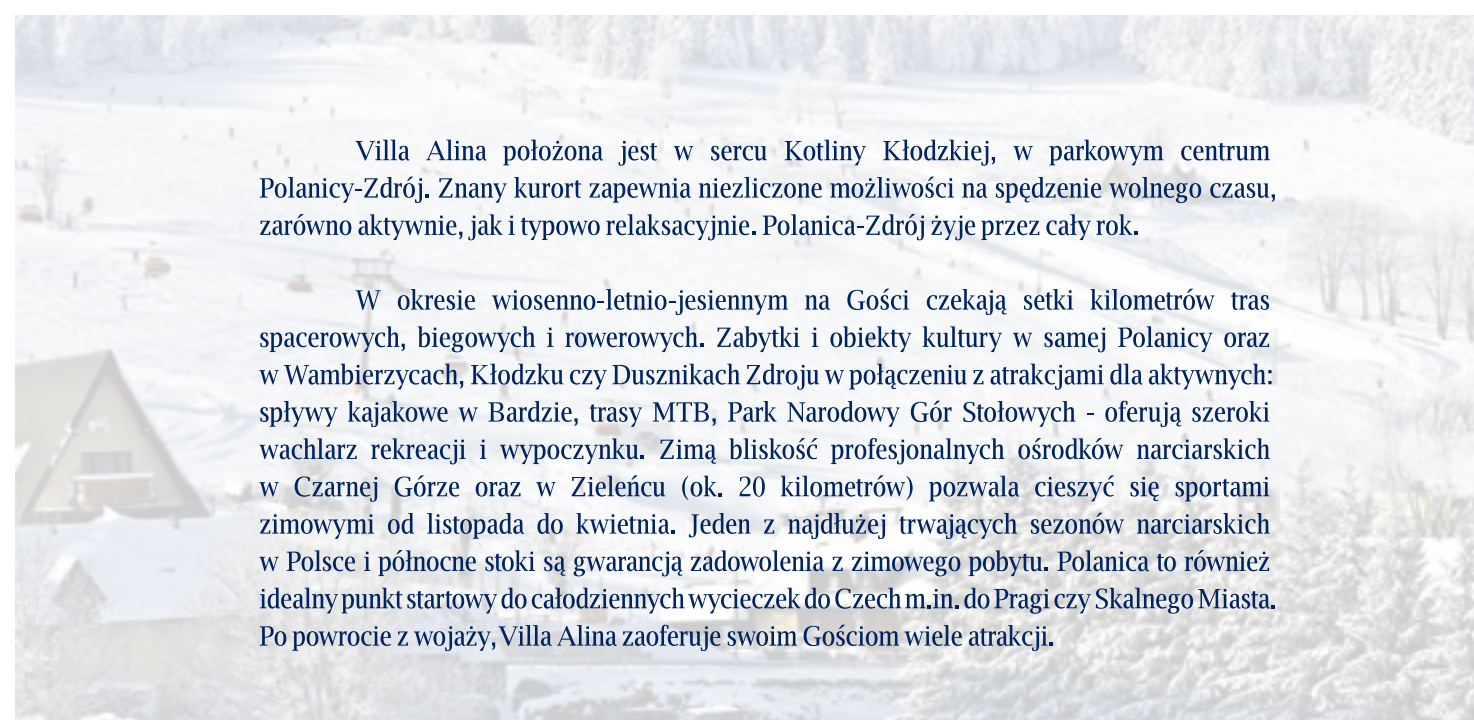 Villa Alina położona jest w sercu Kotliny Kłodzkiej, w parkowym centrum
Polanicy-Zdrój. Znany kurort zapewnia niezliczone możliwości na spędzenie wolnego czasu,
zarówno aktywnie, jak i typowo relaksacyjnie. Polanica-Zdrój żyje przez cały rok.
W okresie wiosenno-letnio-jesiennym na Gości czekają setki kilometrów tras
spacerowych, biegowych i rowerowych. Zabytki i obiekty kultury w samej Polanicy oraz
w Wambierzycach, Kłodzku czy Dusznikach Zdroju w połączeniu z atrakcjami dla aktywnych:
spływy kajakowe w Bardzie, trasy MTB, Park Narodowy Gór Stołowych - oferują szeroki
wachlarz rekreacji i wypoczynku. Zimą bliskość profesjonalnych ośrodków narciarskich
w Czarnej Górze oraz w Zieleńcu (ok. 20 kilometrów) pozwala cieszyć się sportami
zimowymi od listopada do kwietnia. Jeden z najdłużej trwających sezonów narciarskich
w Polsce i północne stoki są gwarancją zadowolenia z zimowego pobytu. Polanica to również
idealny punkt startowy do całodziennych wycieczek do Czech m.in. do Pragi czy Skalnego Miasta.
Po powrocie z wojaży, Villa Alina zaoferuje swoim Gościom wiele atrakcji.